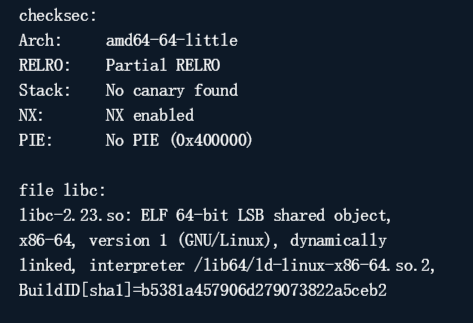 checksec:
Arch: amd64-64-little
RELRO: Partial RELRO
Stack: No canary found
NX: NX enabled
PIE: No PIE (0x400000)
file libc:
libc-2.23.so: ELF 64-bit LSB shared object,
x86-64, version 1 (GNU/Linux), dynamically
linked, interpreter /lib64/ld-linux-x86-64.so.2,
BuildID[sha1]=b5381a457906d279073822a5ceb2